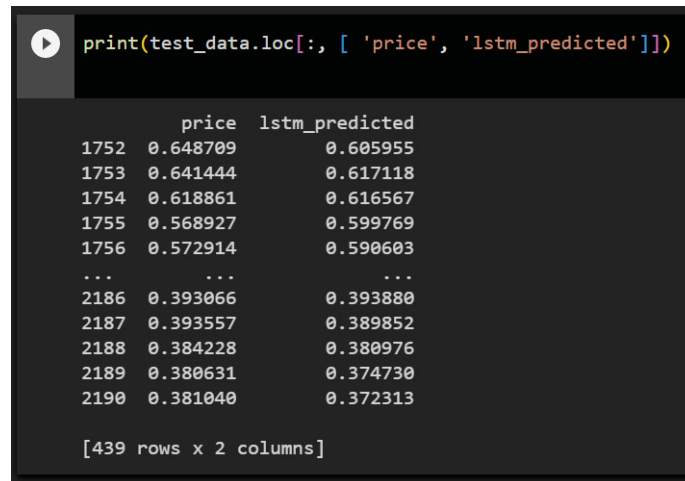 print(test_data.loc[:, [ 'price', 'lstm_predicted']])
price lstm_predicted
1752 0.648709 0.605955
1753 0.641444 0.617118
1754 0.618861 0.616567
1755 0.568927 0.599769
1756 0.572914 0.590603
... ... ...
2186 0.393066 0.393880
2187 0.393557 0.389852
2188 0.384228 0.380976
2189 0.380631 0.374730
2190 0.381040 0.372313
[439 rows x 2 columns]